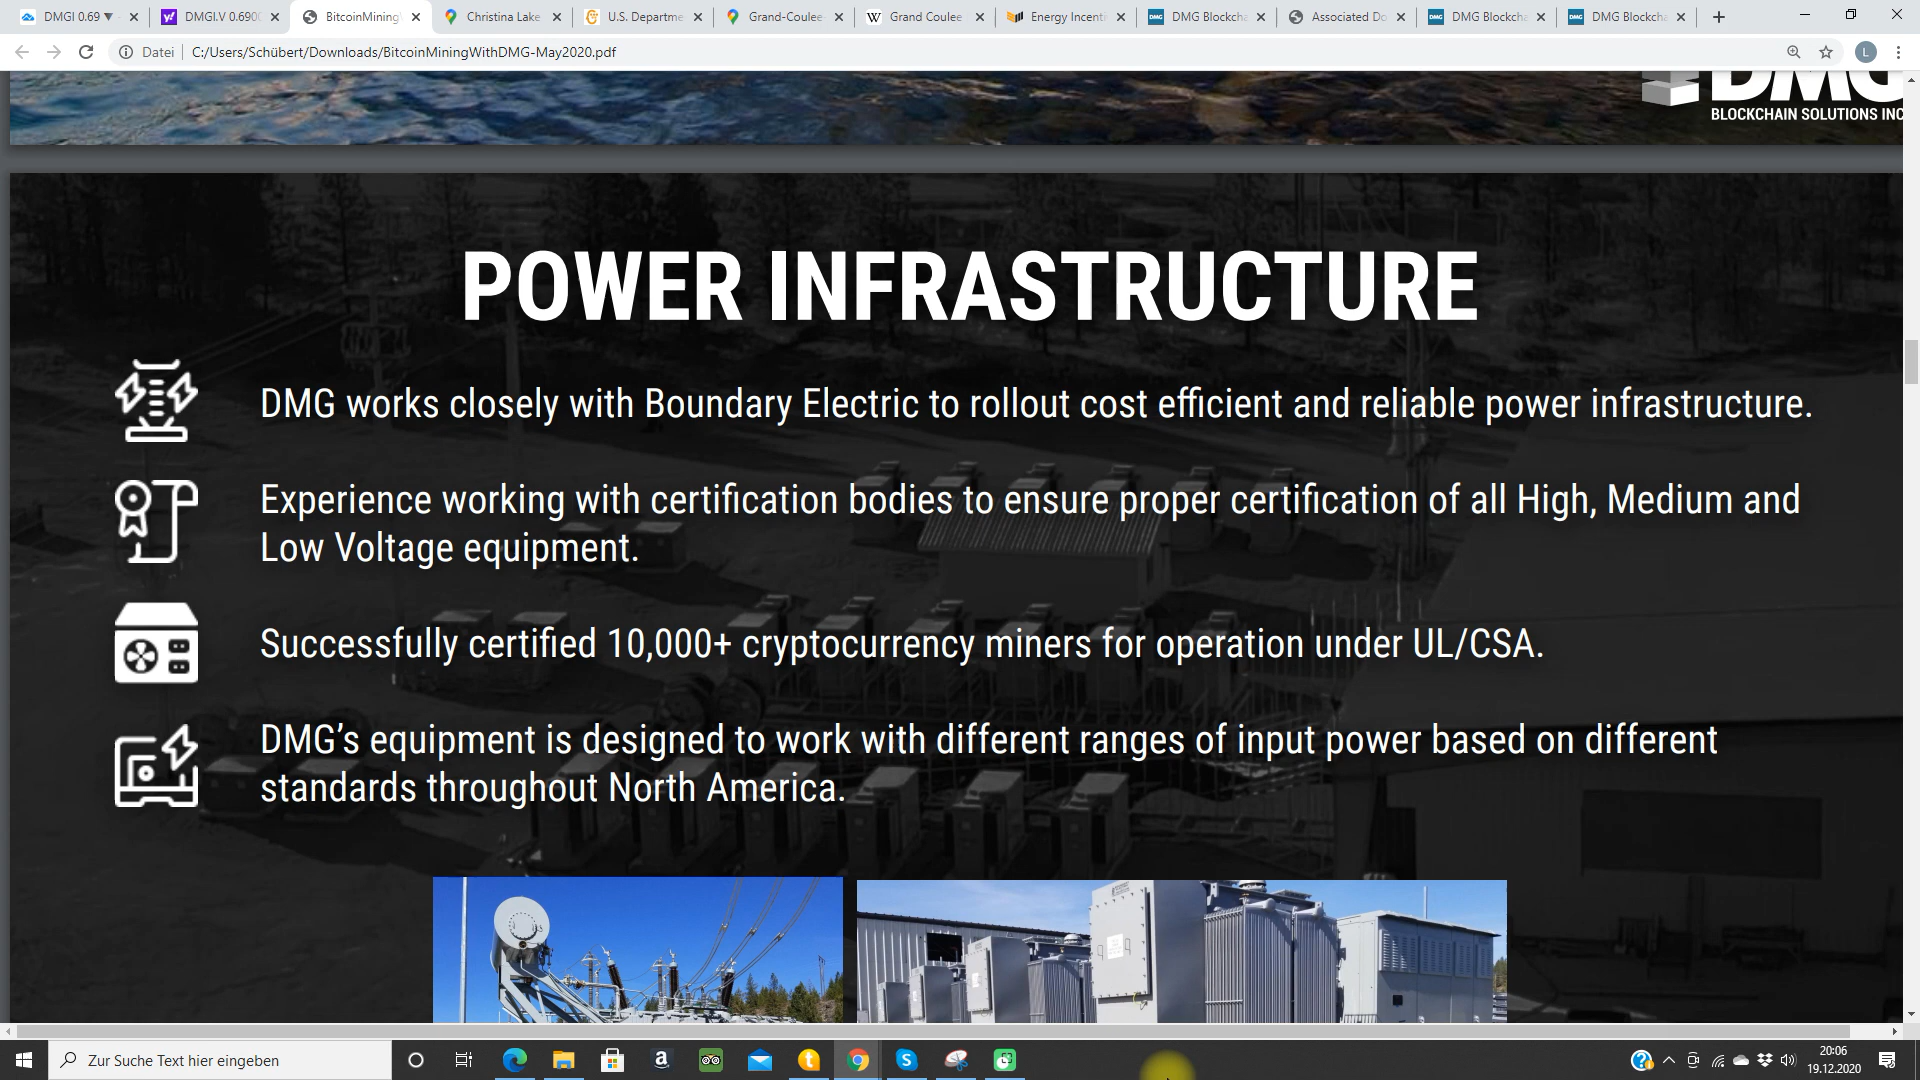 DMGI 0.69 ▼
DMGI.V 0.690
BitcoinMining
Christina Lake
U.S. Departme
Grand-Coulee
Grand Coulee
Energy Incenti
DMG Blockcha
Associated Do
DMG Blockcha
DMG Blockcha
Datei
C:/Users/Schübert/Downloads/BitcoinMiningWithDMG-May2020.pdf
L
DMG
BLOCKCHAIN SOLUTIONS INC
POWER INFRASTRUCTURE
DMG works closely with Boundary Electric to rollout cost efficient and reliable power infrastructure.
Experience working with certification bodies to ensure proper certification of all High, Medium and
Low Voltage equipment.
Successfully certified 10,000+ cryptocurrency miners for operation under UL/CSA.
DMG’s equipment is designed to work with different ranges of input power based on different
standards throughout North America.
Zur Suche Text hier eingeben
20:06
19.12.2020